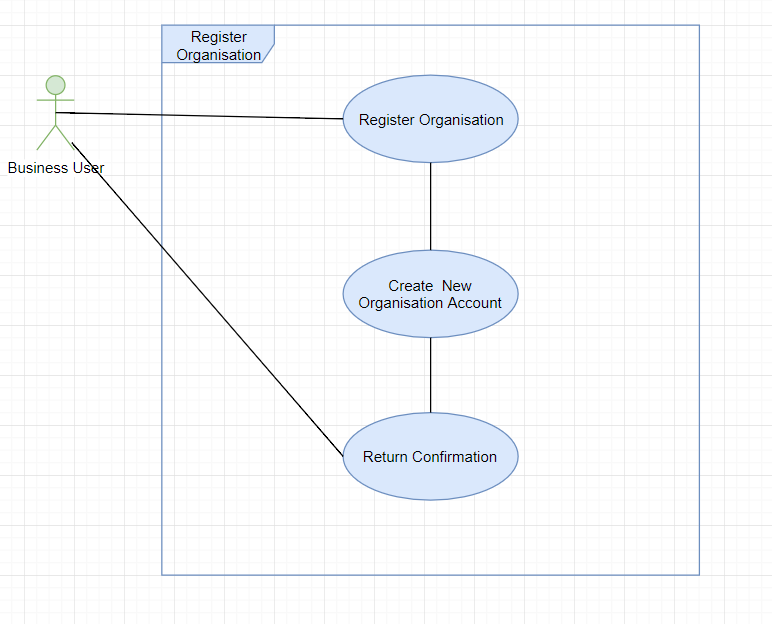 Register
Organisation
Register Organisation
Business User
Create  New
Organisation Account
Return Confirmation